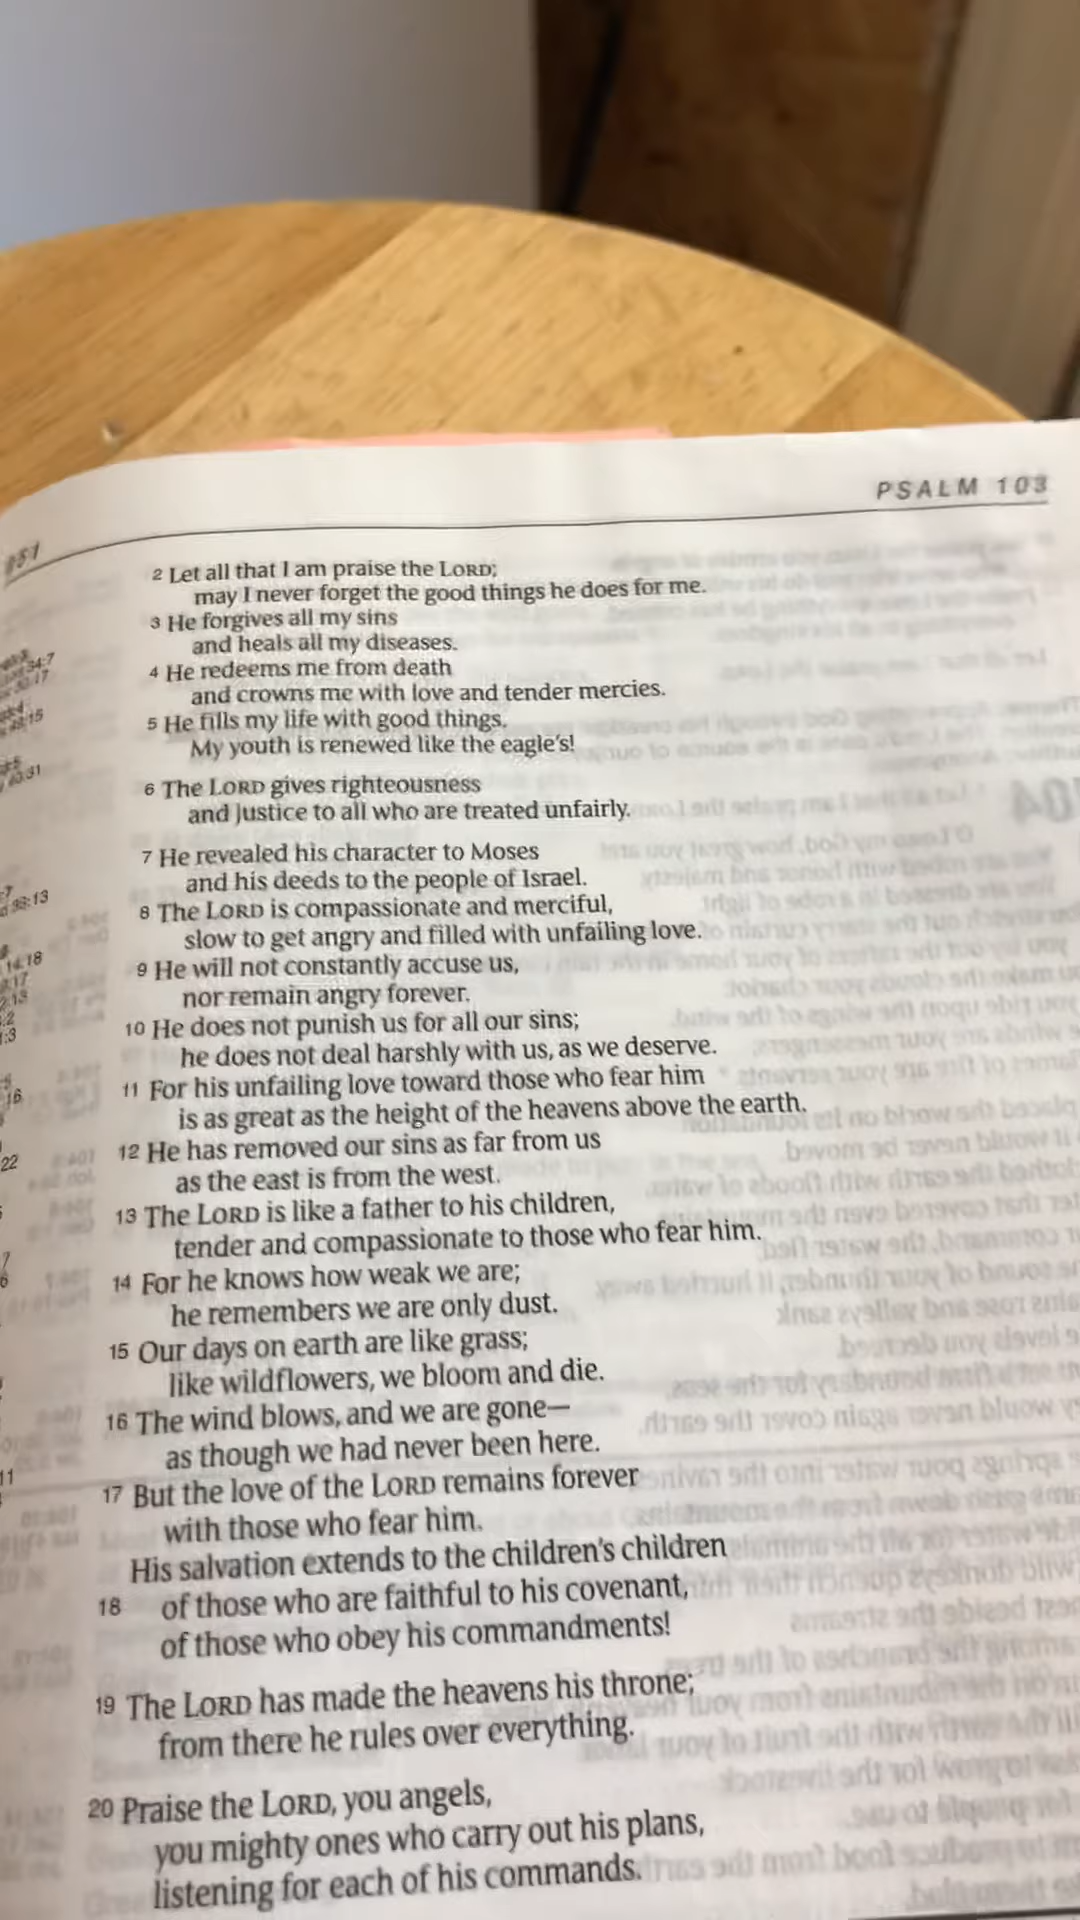 PSALM 103
2 Let all that I am praise the LORD;
may I never forget the good things he does for me.
3 He forgives all my sins
and heals all my diseases.
4 He redeems me from death
and crowns me with love and tender mercies.
5 He fills my life with good things.
My youth is renewed like the eagle's!
6 The LORD gives righteousness
and justice to all who are treated unfairly.
7 He revealed his character to Moses
and his deeds to the people of Israel.
8 The LORD is compassionate and merciful,
slow to get angry and filled with unfailing love.
9 He will not constantly accuse us,
nor remain angry forever.
10 He does not punish us for all our sins;
he does not deal harshly with us, as we deserve.
11 For his unfailing love toward those who fear him
is as great as the height of the heavens above the earth.
12 He has removed our sins as far from us
as the east is from the west.
13 The LORD is like a father to his children,
tender and compassionate to those who fear him.
14 For he knows how weak we are;
he remembers we are only dust.
15 Our days on earth are like grass;
like wildflowers, we bloom and die.
16 The wind blows, and we are gone—
as though we had never been here.
17 But the love of the LORD remains forever
with those who fear him.
His salvation extends to the children's children
18 of those who are faithful to his covenant,
of those who obey his commandments!
19 The LORD has made the heavens his throne;
from there he rules over everything.
20 Praise the LORD, you angels,
you mighty ones who carry out his plans,
listening for each of his commands.